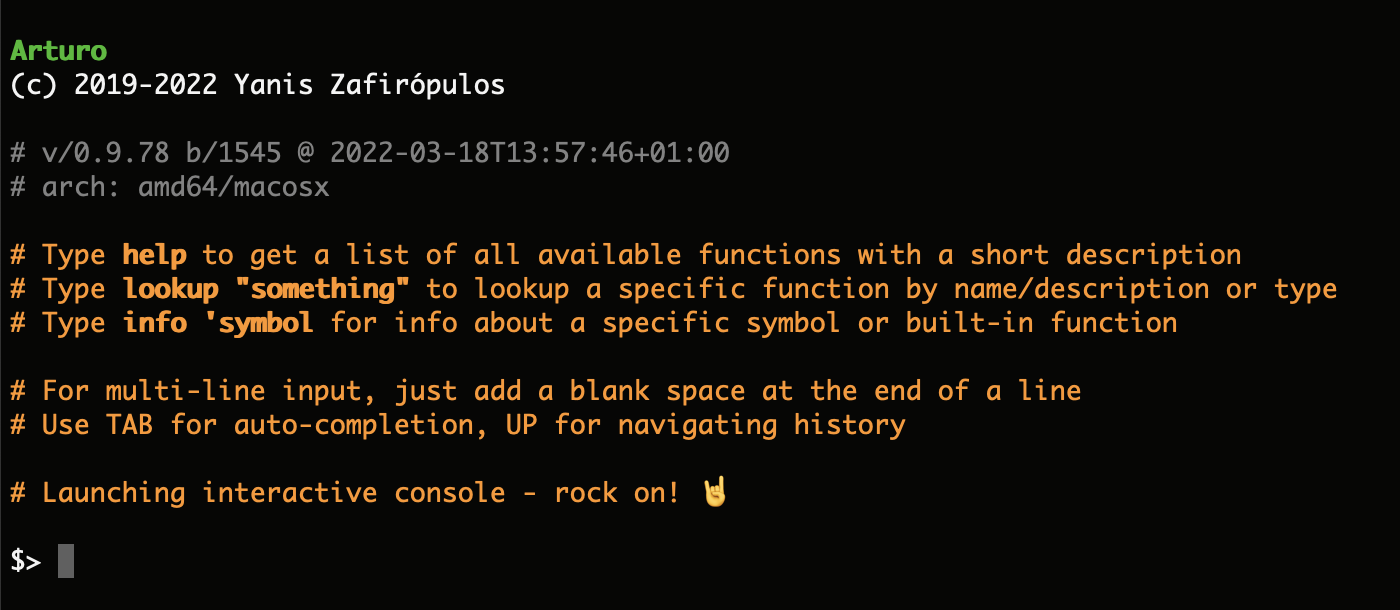 Arturo
(c) 2019-2022 Yanis Zafirópulos
# v/0.9.78 b/1545 @ 2022-03-18T13:57:46+01:00
# arch: amd64/macosx
# Type help to get a list of all available functions with a short description
# Type lookup "something" to lookup a specific function by name/description or type
# Type info 'symbol for info about a specific symbol or built-in function
# For multi-line input, just add a blank space at the end of a line
# Use TAB for auto-completion, UP for navigating history
# Launching interactive console - rock on! 🤘
$>